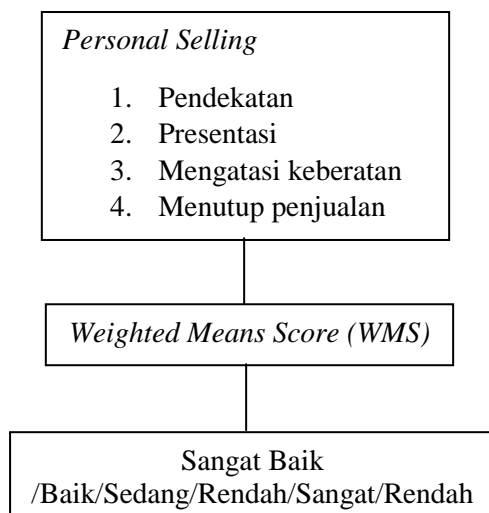 Personal Selling
1. Pendekatan
2. Presentasi
3. Mengatasi keberatan
4. Menutup penjualan
Weighted Means Score (WMS)
Sangat Baik
/Baik/Sedang/Rendah/Sangat/Rendah